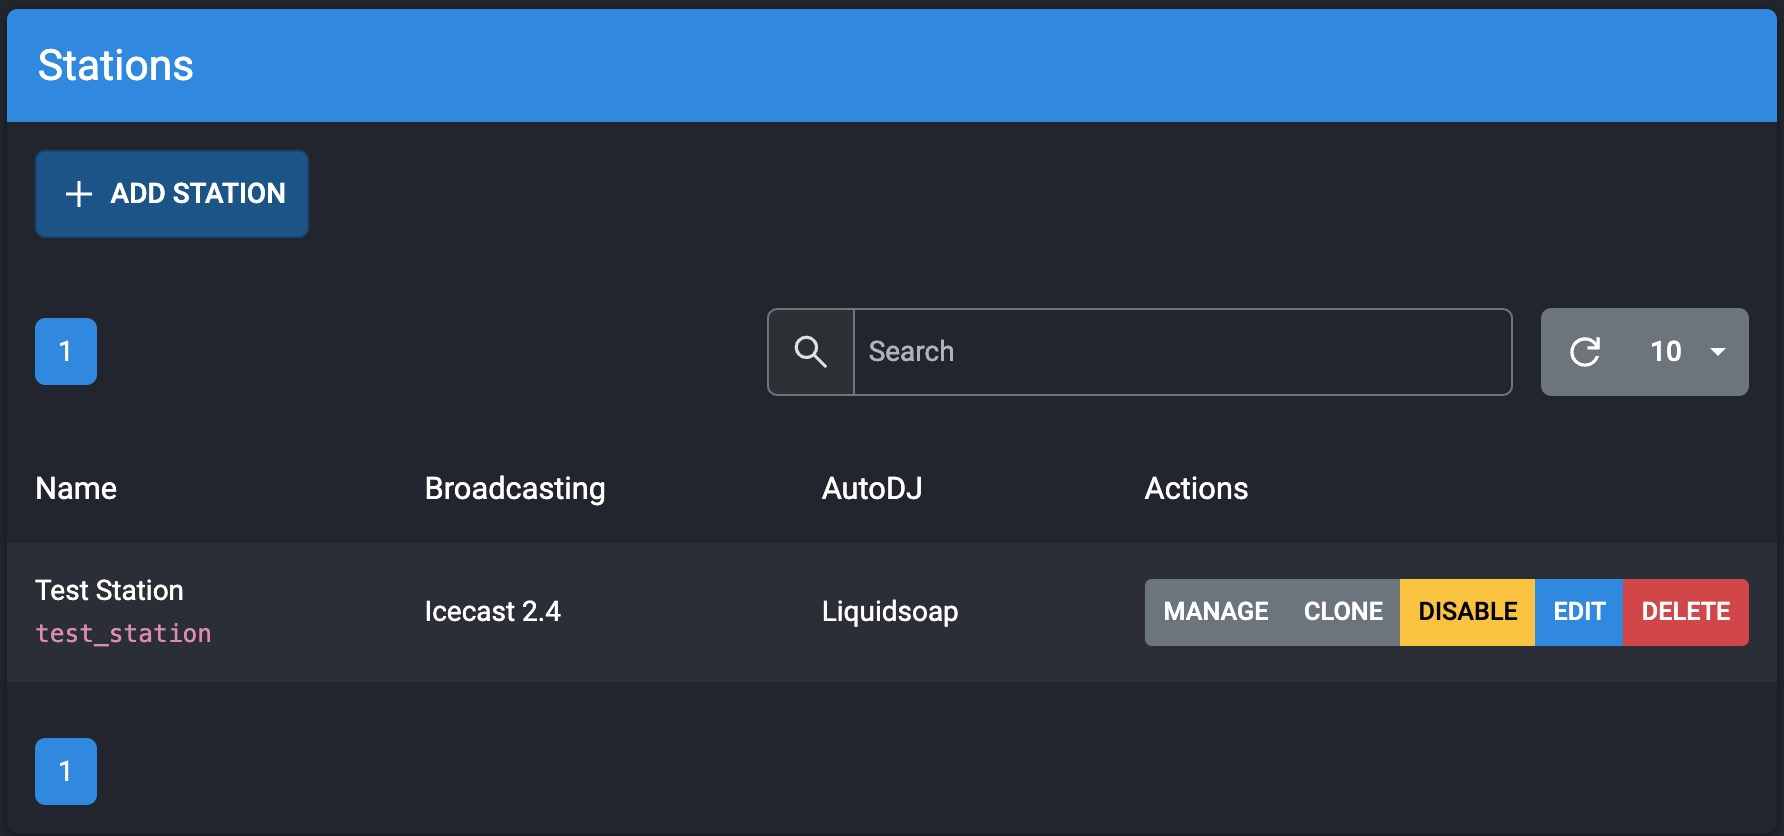 Stations
ADD STATION
1
Search
10
Name Broadcasting AutoDJ Actions
Test Station
test_station
Icecast 2.4
Liquidsoap
MANAGE CLONE DISABLE EDIT DELETE
1